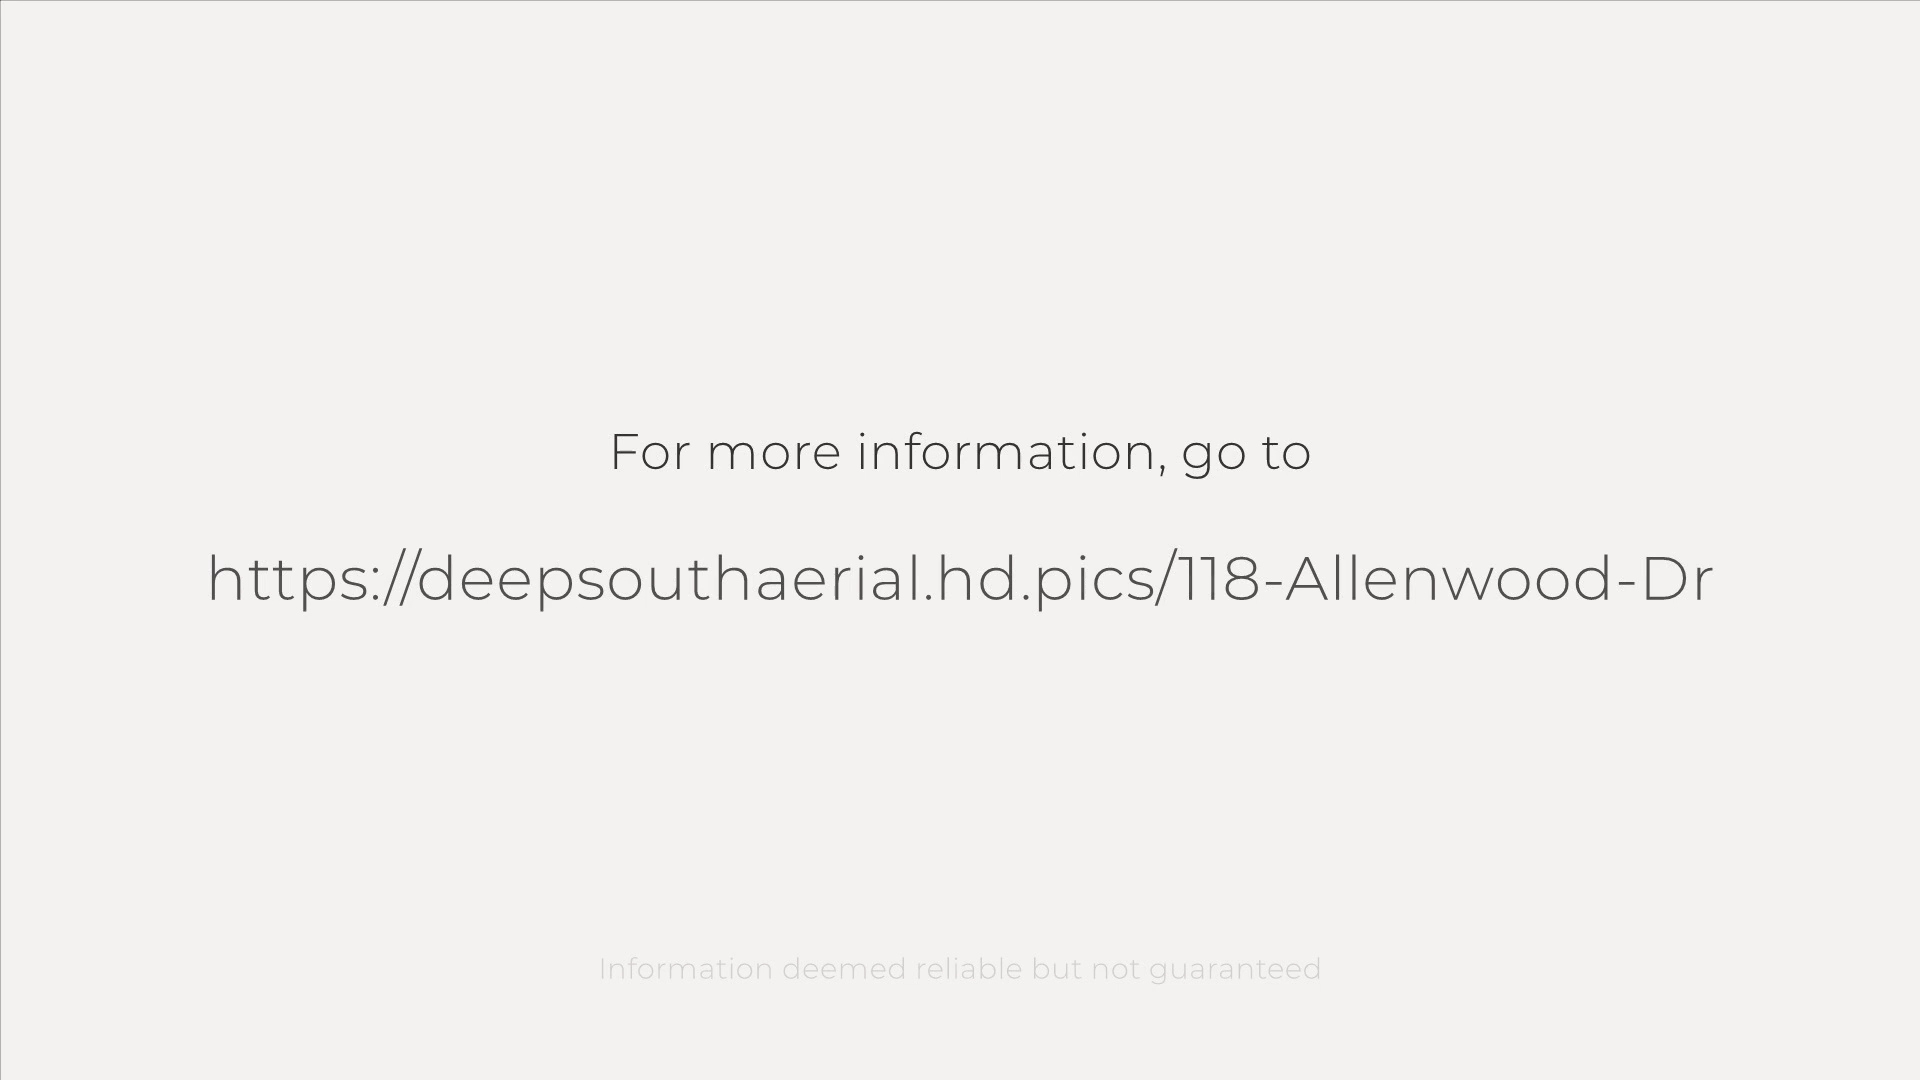 For more information, go to
https://deepsouthaerial.hd.pics/118-Allenwood-Dr
Information deemed reliable but not guaranteed